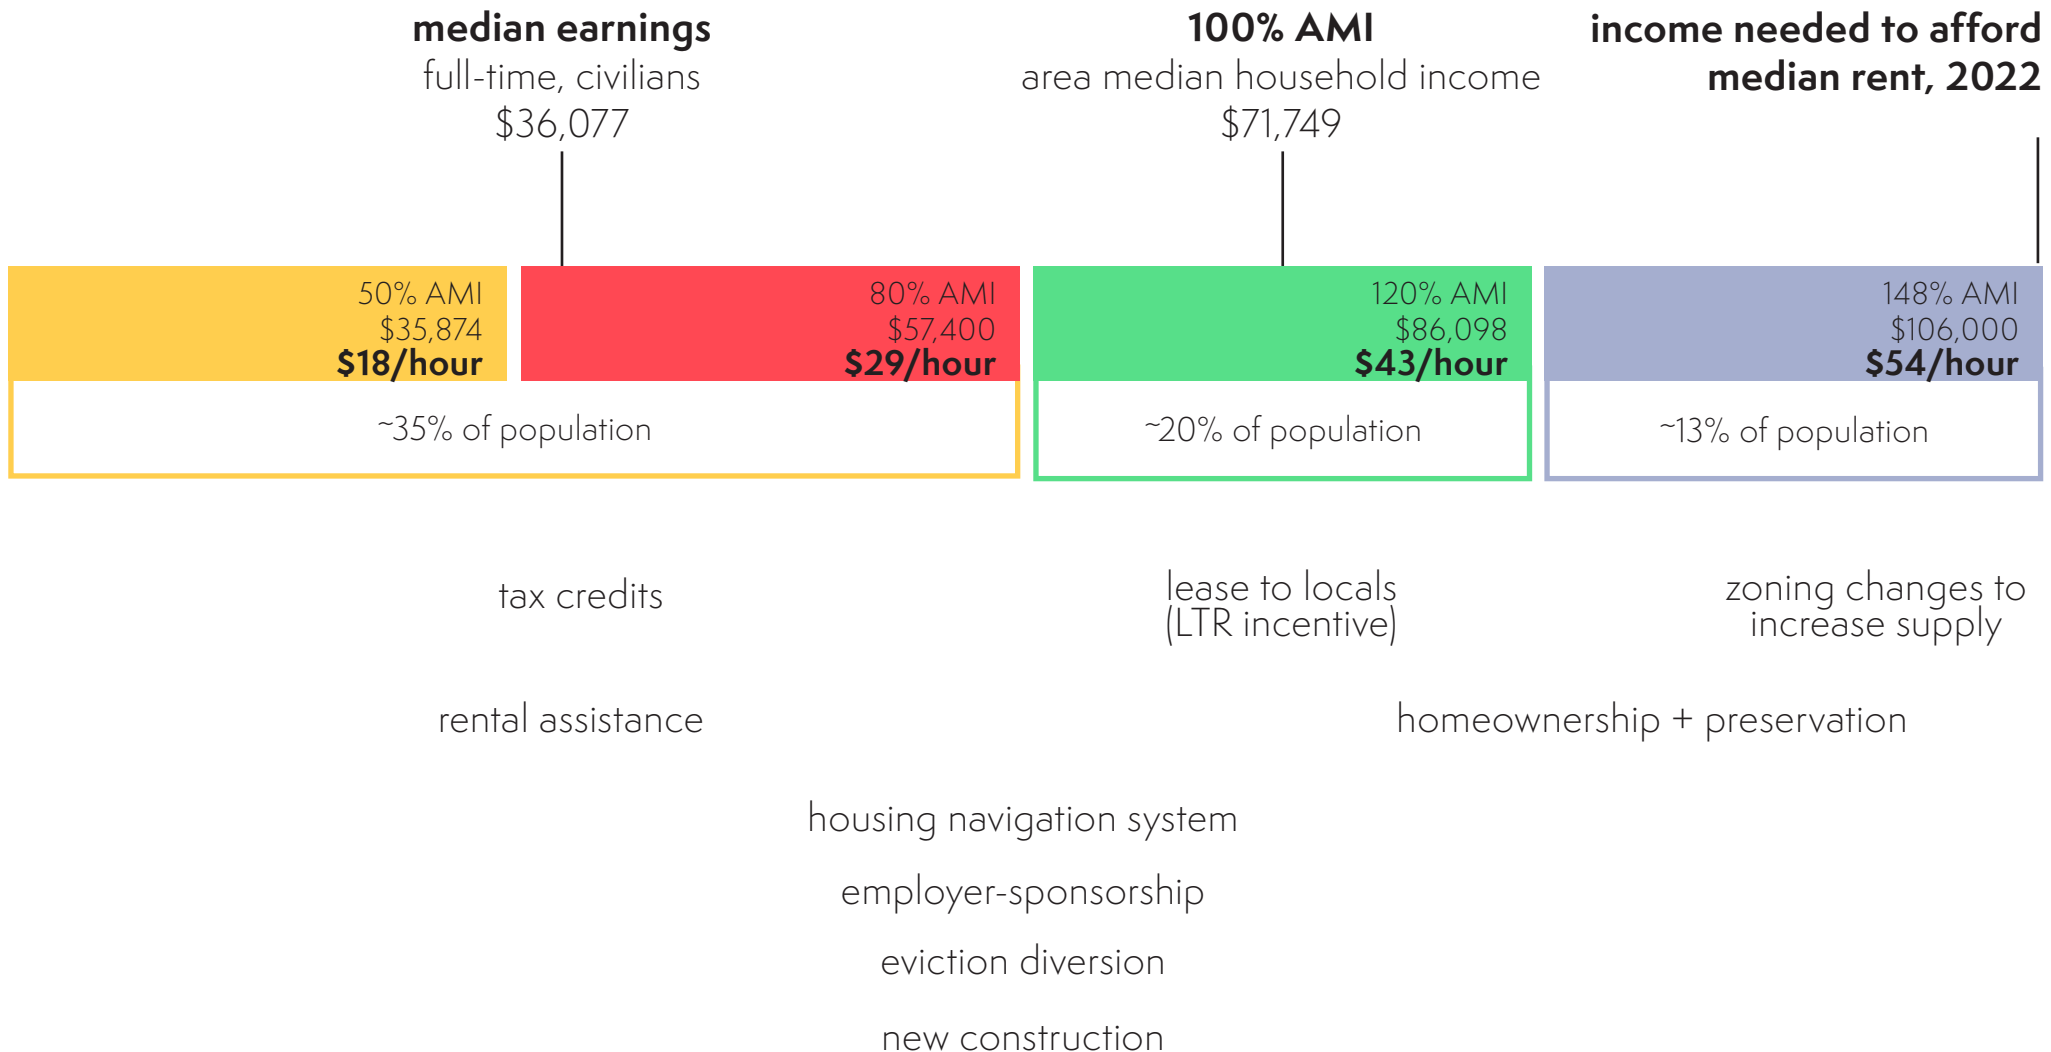 median earnings
full-time, civilians
$36,077
100% AMI
area median household income
$71,749
income needed to afford
median rent, 2022
50% AMI
$35,874
$18/hour
80% AMI
$57,400
$29/hour
120% AMI
$86,098
$43/hour
148% AMI
$106,000
$54/hour
~35% of population
~20% of population
~13% of population
tax credits
lease to locals
(LTR incentive)
zoning changes to
increase supply
rental assistance
homeownership + preservation
housing navigation system
employer-sponsorship
eviction diversion
new construction